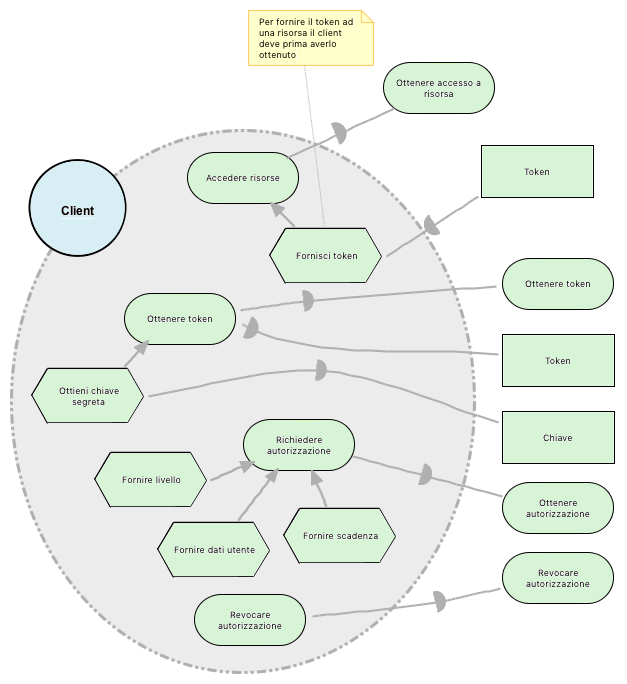 Per fornire il token ad
una risorsa il client
deve prima averlo
ottenuto
Ottenere accesso a
risorsa
Accedere risorse
Token
Client
Fornisci token
Ottenere token
Ottenere token
Token
Ottieni chiave
segreta
Chiave
Richiedere
autorizzazione
Fornire livello
Ottenere
autorizzazione
Fornire dati utente
Fornire scadenza
Revocare
autorizzazione
Revocare
autorizzazione